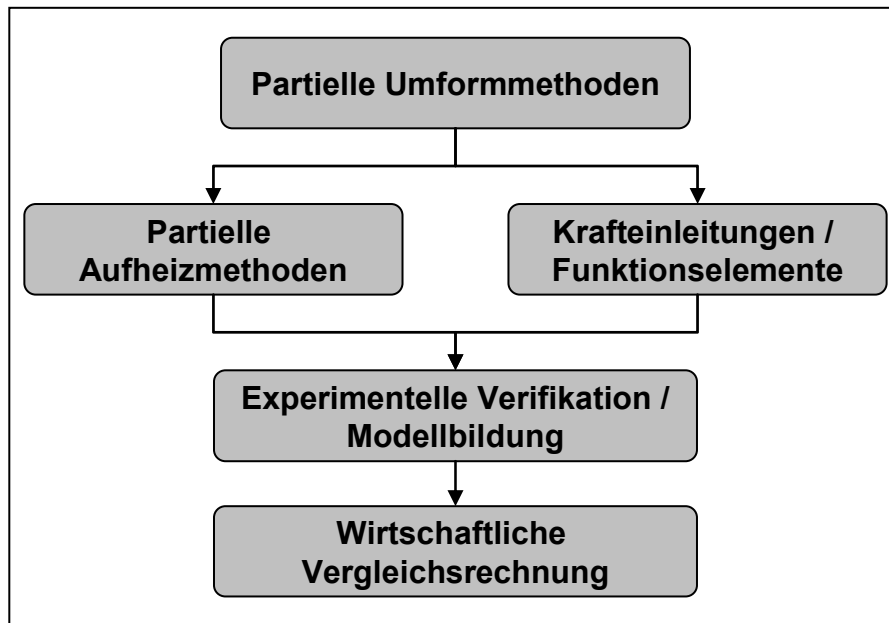 Partielle Umformmethoden
Partielle
Aufheizmethoden
Krafteinleitungen /
Funktionselemente
Experimentelle Verifikation /
Modellbildung
Wirtschaftliche
Vergleichsrechnung